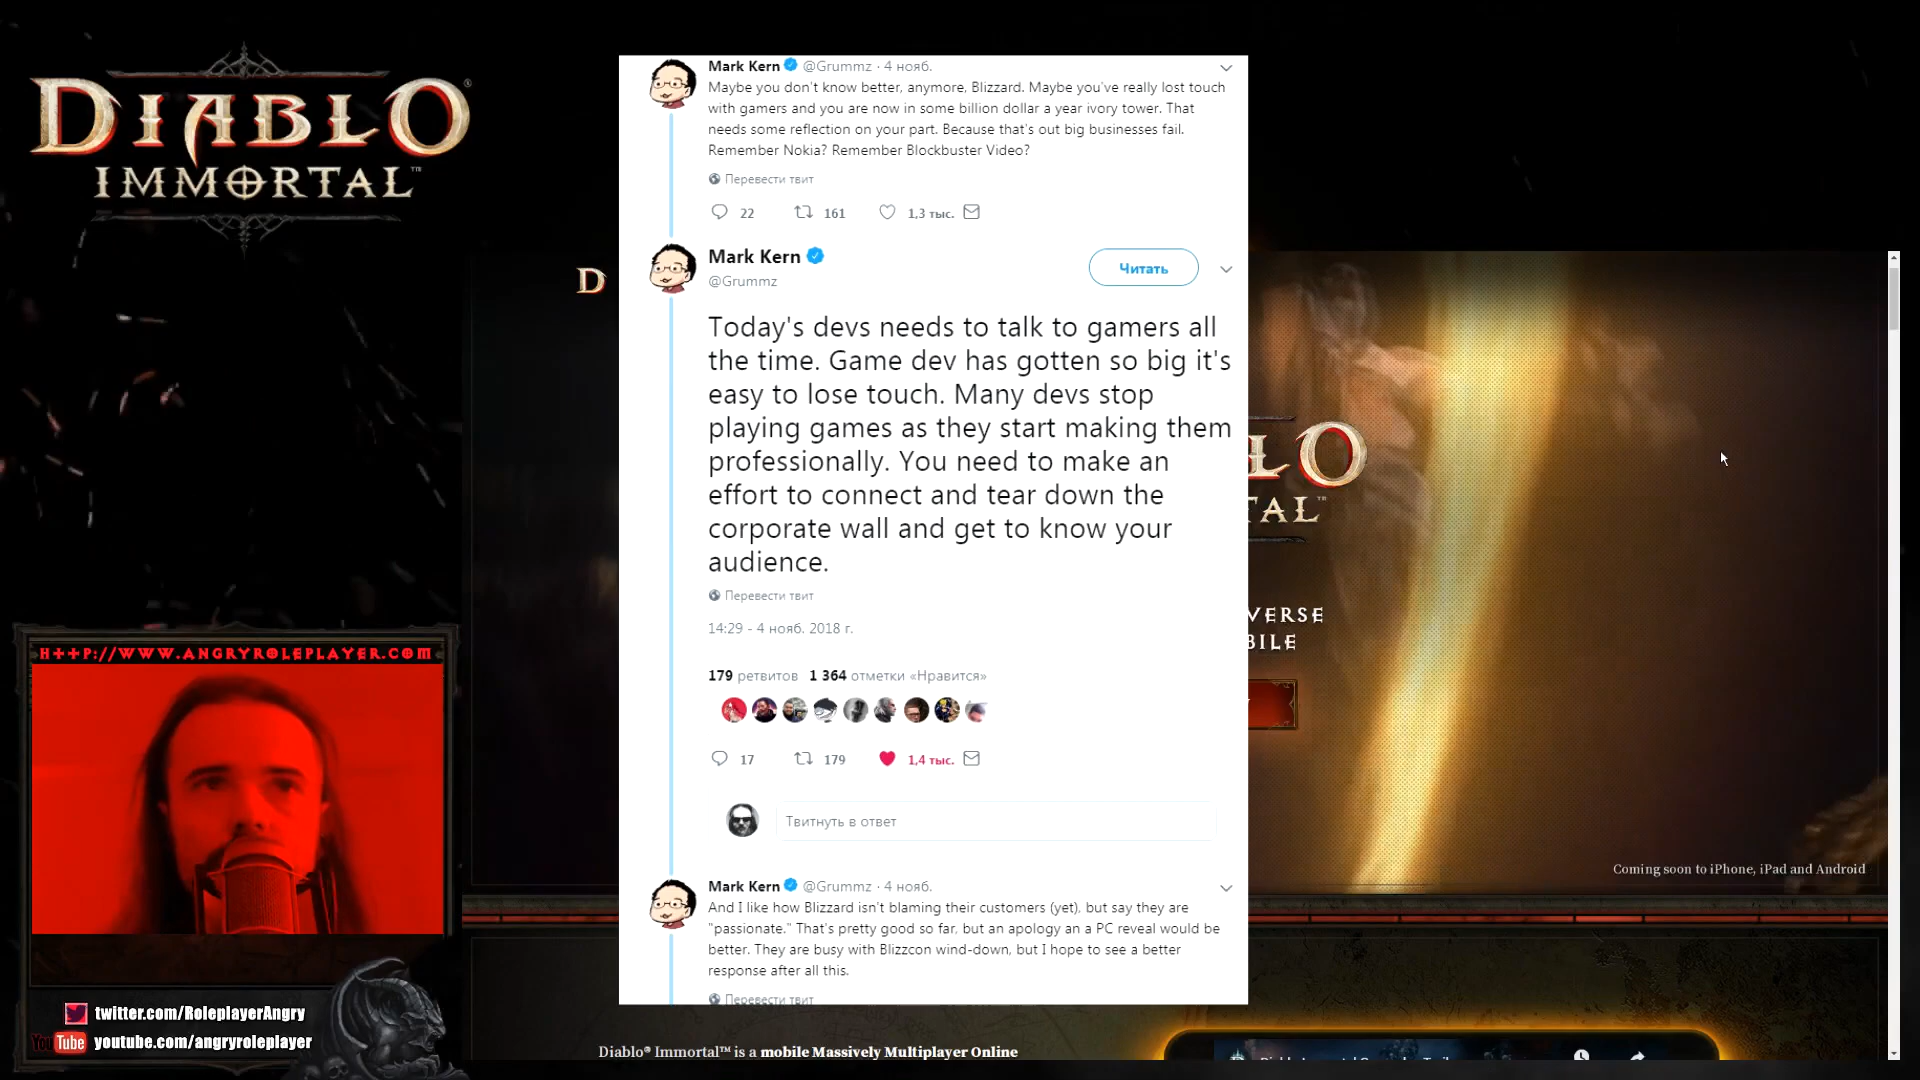 DIABLO
IMMORTAL™
Mark Kern @Grummz · 4 нояб.
Maybe you don't know better, anymore, Blizzard. Maybe you've really lost touch
with gamers and you are now in some billion dollar a year ivory tower. That
needs some reflection on your part. Because that's out big businesses fail.
Remember Nokia? Remember Blockbuster Video?
Перевести твит
22 161 1,3 тыс.
Mark Kern
@Grummz
Читать
Today's devs needs to talk to gamers all
the time. Game dev has gotten so big it's
easy to lose touch. Many devs stop
playing games as they start making them
professionally. You need to make an
effort to connect and tear down the
corporate wall and get to know your
audience.
Перевести твит
14:29 - 4 нояб. 2018 г.
179 ретвитов 1 364 отметки «Нравится»
17 179 1,4 тыс.
Твитнуть в ответ
Mark Kern @Grummz · 4 нояб.
And I like how Blizzard isn't blaming their customers (yet), but say they are
"passionate." That's pretty good so far, but an apology an a PC reveal would be
better. They are busy with Blizzcon wind-down, but I hope to see a better
response after all this.
Перевести твит
D
LO
TAL™
VERSE
BILE
Coming soon to iPhone, iPad and Android
Diablo® Immortal™ is a mobile Massively Multiplayer Online
H++P://WWW.ANGRYROLEPLAYER.COM
twitter.com/RoleplayerAngry
YouTube youtube.com/angryroleplayer